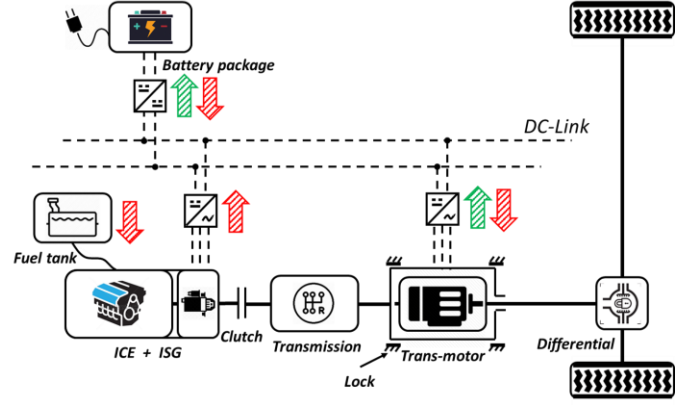 Battery package
DC-Link
Fuel tank
R
Clutch
Transmission
Trans-motor
Differential
ICE + ISG
Lock